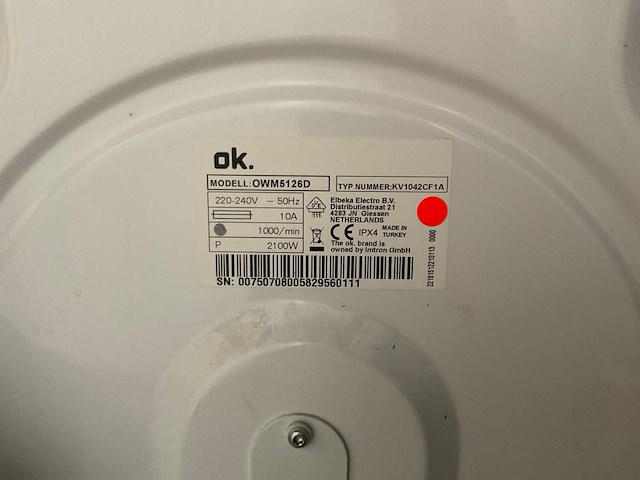 ok.
MODELL:OWM5126D
TYP NUMMER:KV1042CF1A
220-240V ~ 50Hz
10A
1000/min
P 2100W
Elbeka Electro B.V.
Distributiestraat 21
4283 JN Giessen
NETHERLANDS
CE IPX4 MADE IN
TURKEY
The ok. brand is
owned by Imtron GmbH
SN: 00750708005829560111